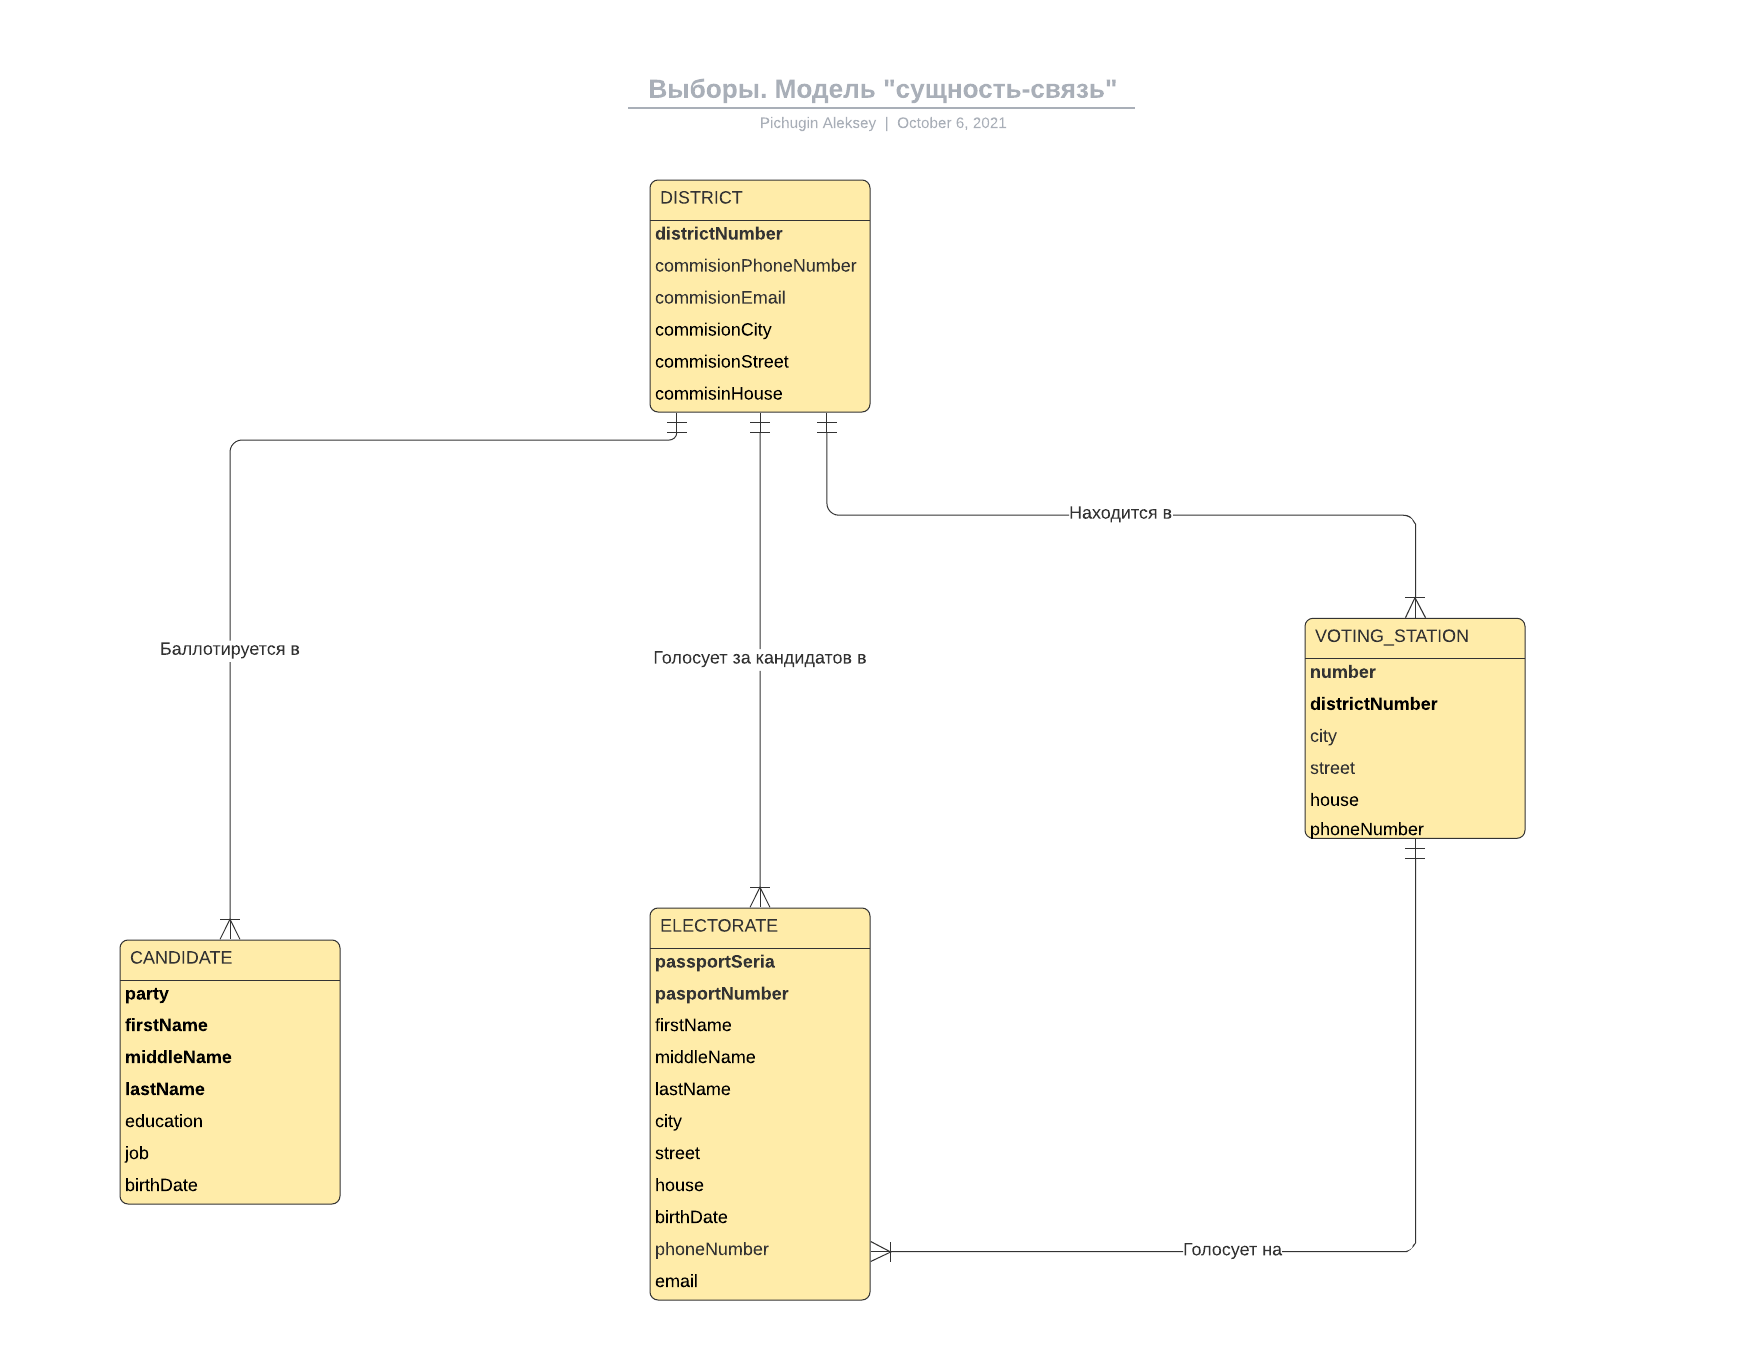 Выборы. Модель "сущность-связь"
Pichugin Aleksey | October 6, 2021
DISTRICT
districtNumber
commisionPhoneNumber
commisionEmail
commisionCity
commisionStreet
commisinHouse
Находится в
Баллотируется в
Голосует за кандидатов в
VOTING_STATION
number
districtNumber
city
street
house
phoneNumber
CANDIDATE
party
firstName
middleName
lastName
education
job
birthDate
ELECTORATE
passportSeria
pasportNumber
firstName
middleName
lastName
city
street
house
birthDate
phoneNumber
email
Голосует на